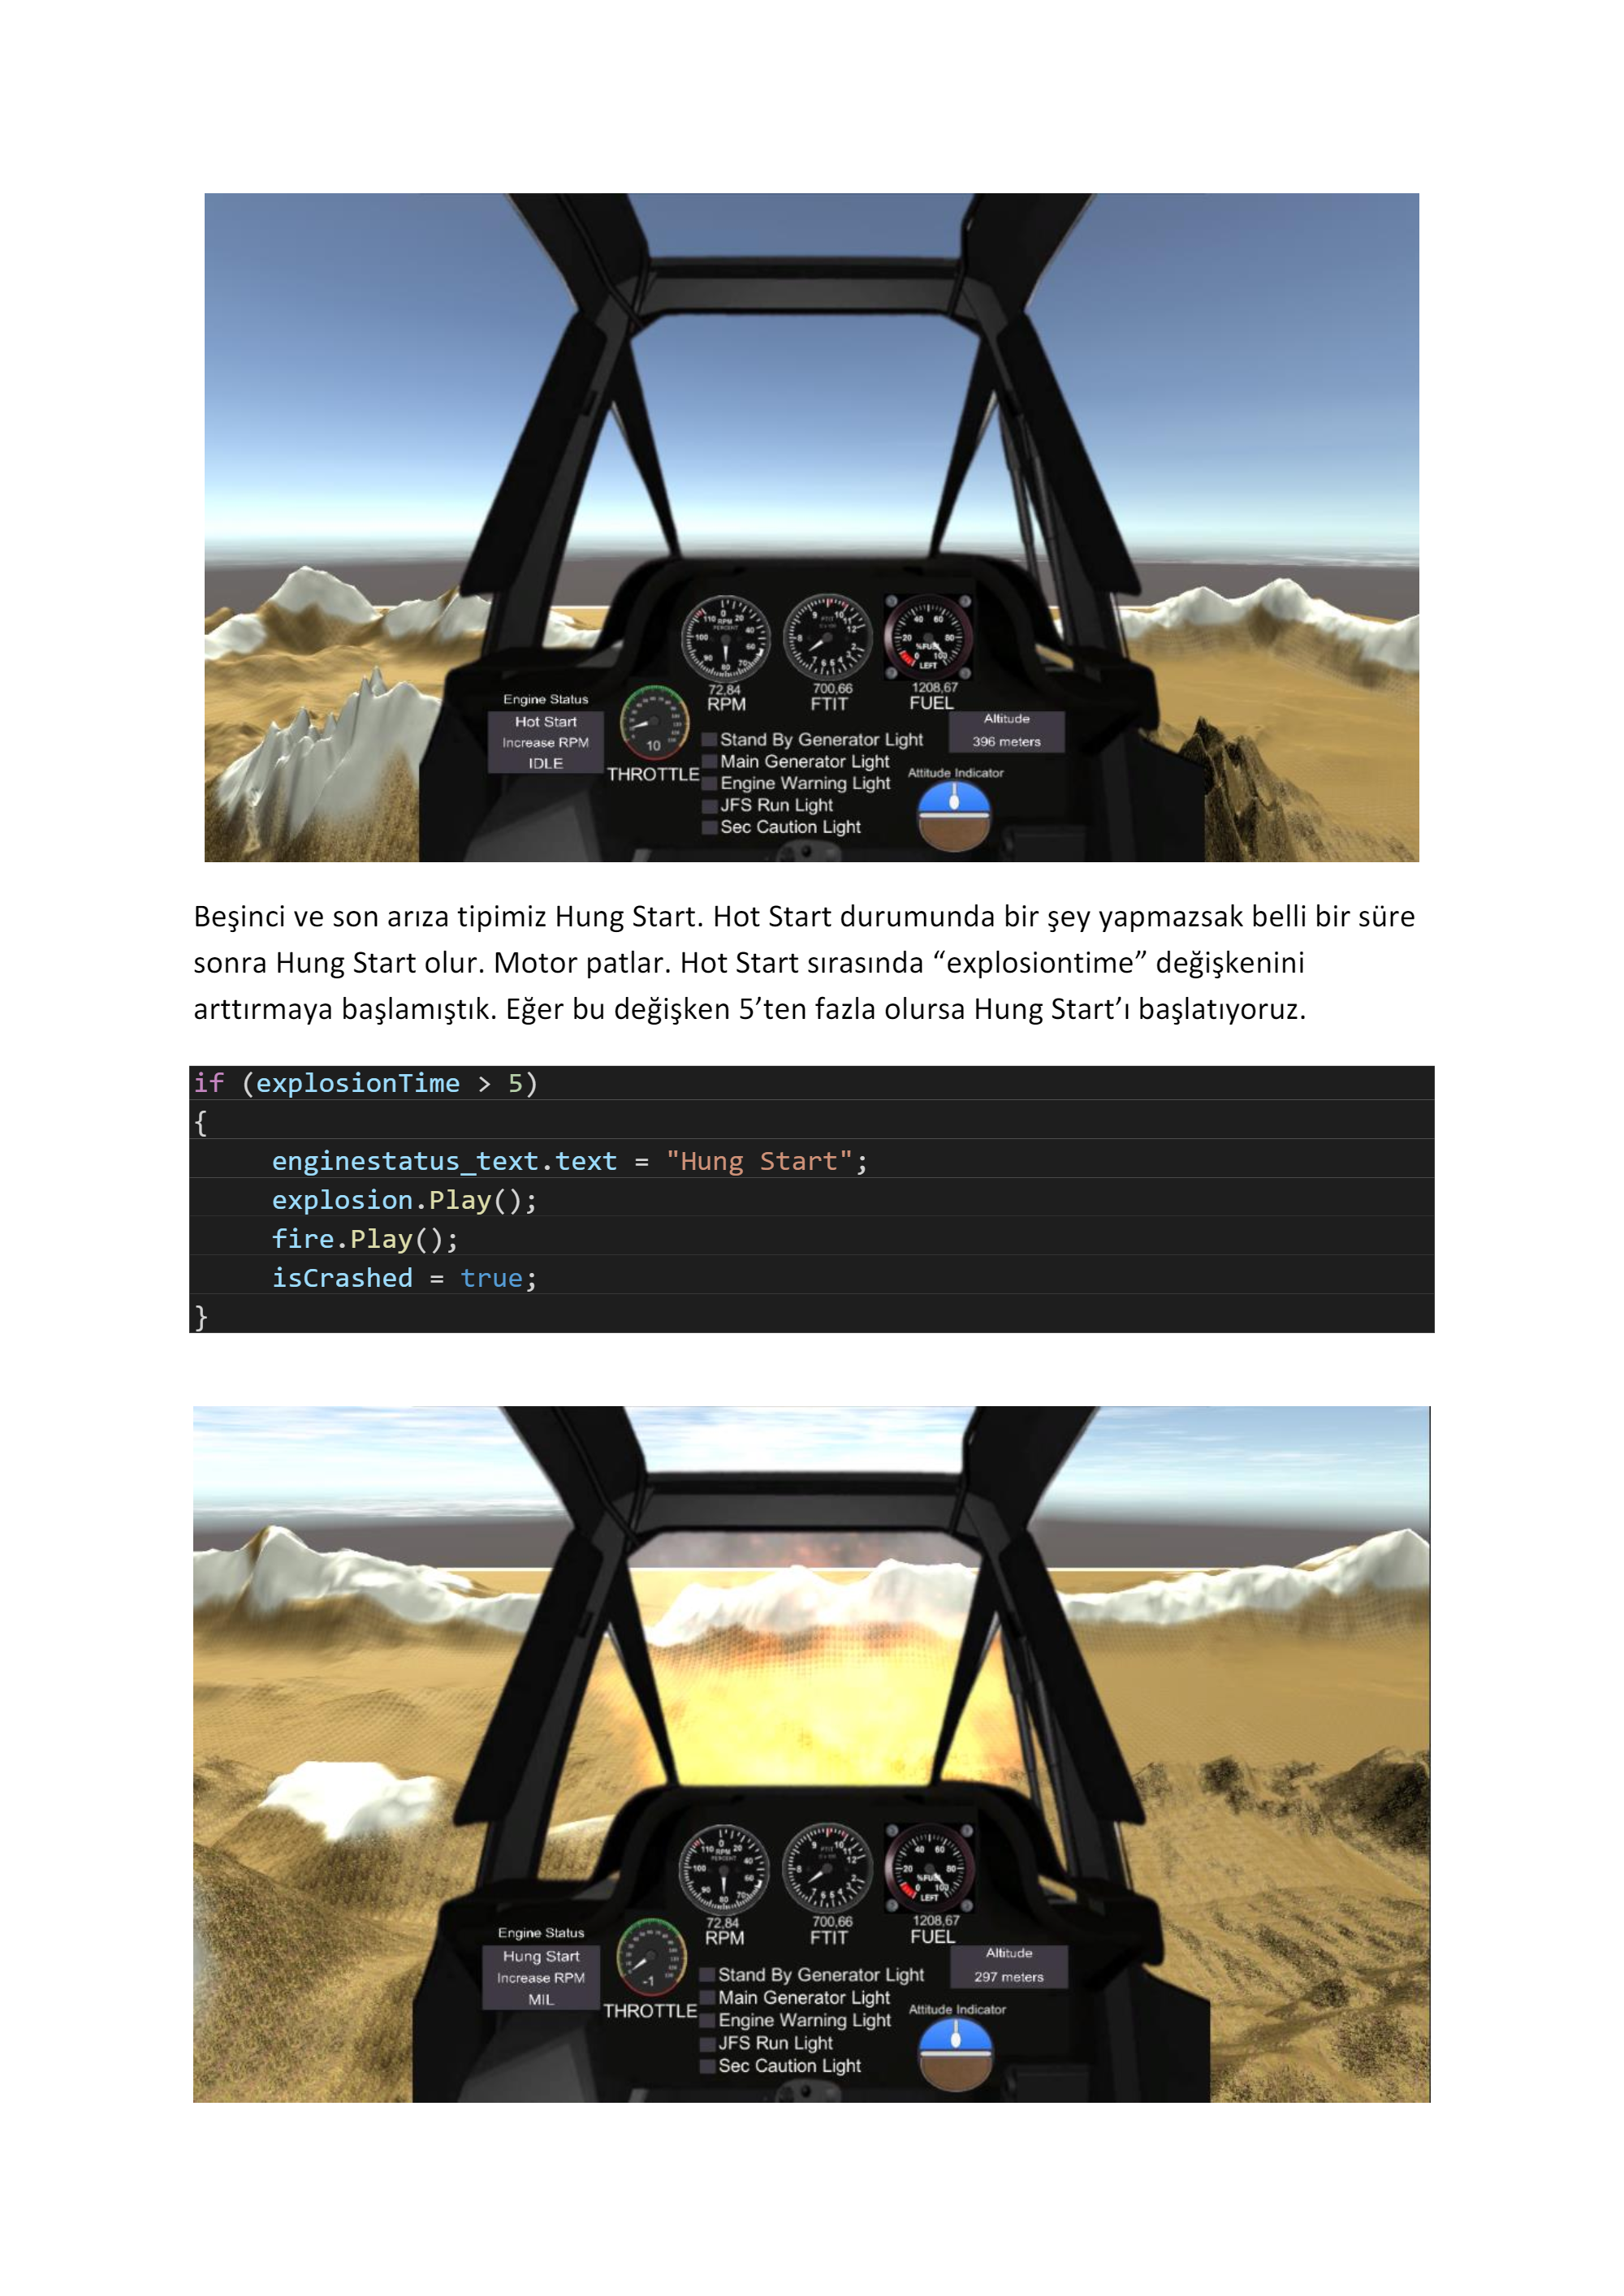 72,84
RPM
700,66
FTIT
1208,67
FUEL
Engine Status
Hot Start
Increase RPM
IDLE
10
THROTTLE
Stand By Generator Light
Main Generator Light
Engine Warning Light
JFS Run Light
Sec Caution Light
Altitude
396 meters
Attitude Indicator
Beşinci ve son arıza tipimiz Hung Start. Hot Start durumunda bir şey yapmazsak belli bir süre
sonra Hung Start olur. Motor patlar. Hot Start sırasında “explosiontime” değişkenini
arttırmaya başlamıştık. Eğer bu değişken 5’ten fazla olursa Hung Start’ı başlatıyoruz.
if (explosionTime > 5)
{
enginestatus_text.text = "Hung Start";
explosion.Play();
fire.Play();
isCrashed = true;
}
72,84
RPM
700,66
FTIT
1208,67
FUEL
Engine Status
Hung Start
Increase RPM
MIL
-1
THROTTLE
Stand By Generator Light
Main Generator Light
Engine Warning Light
JFS Run Light
Sec Caution Light
Altitude
297 meters
Attitude Indicator